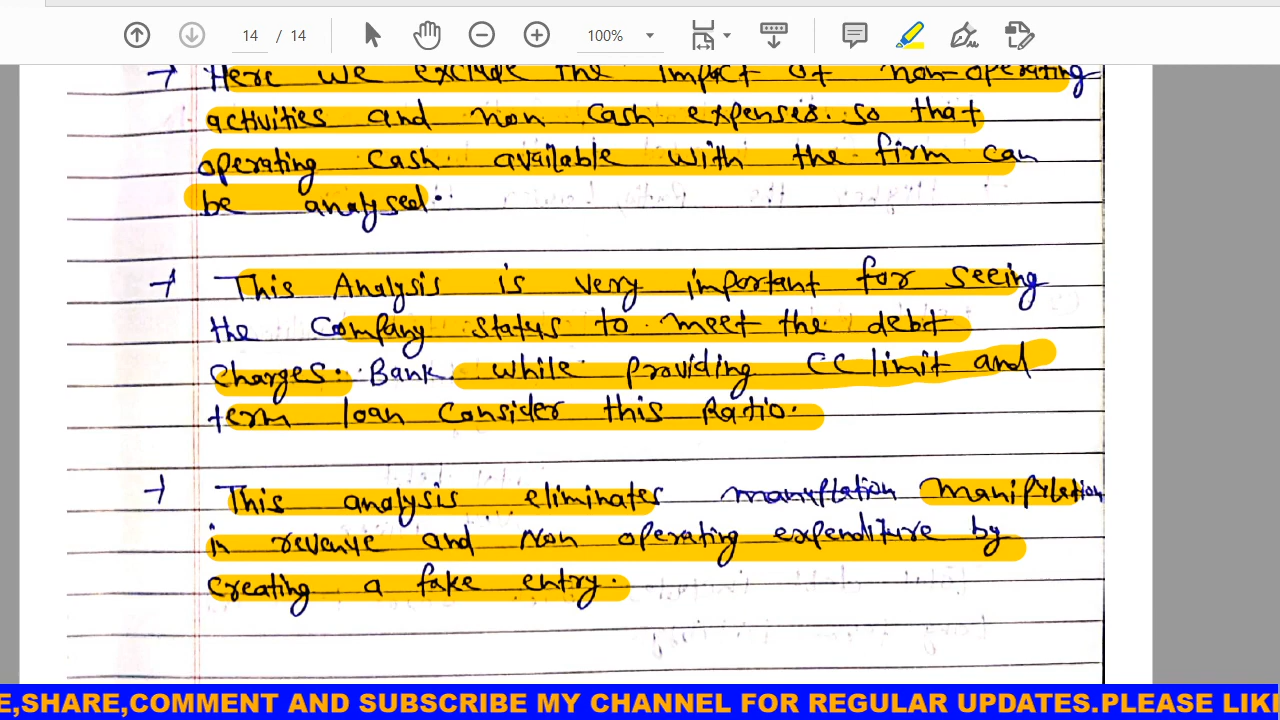 14 / 14
100%
→ Here we exclude the impact of non-operating
activities and non cash expenses. so that
operating cash available with the firm can
be analysed.
→ This Analysis is very important for seeing
the Company status to meet the debt
charges. Bank while providing CC limit and
term loan consider this Ratio.
→ This analysis eliminates maniplation maniplation
in revenue and Non operating expenditure by
creating a fake entry.
E,SHARE,COMMENT AND SUBSCRIBE MY CHANNEL FOR REGULAR UPDATES.PLEASE LIKE